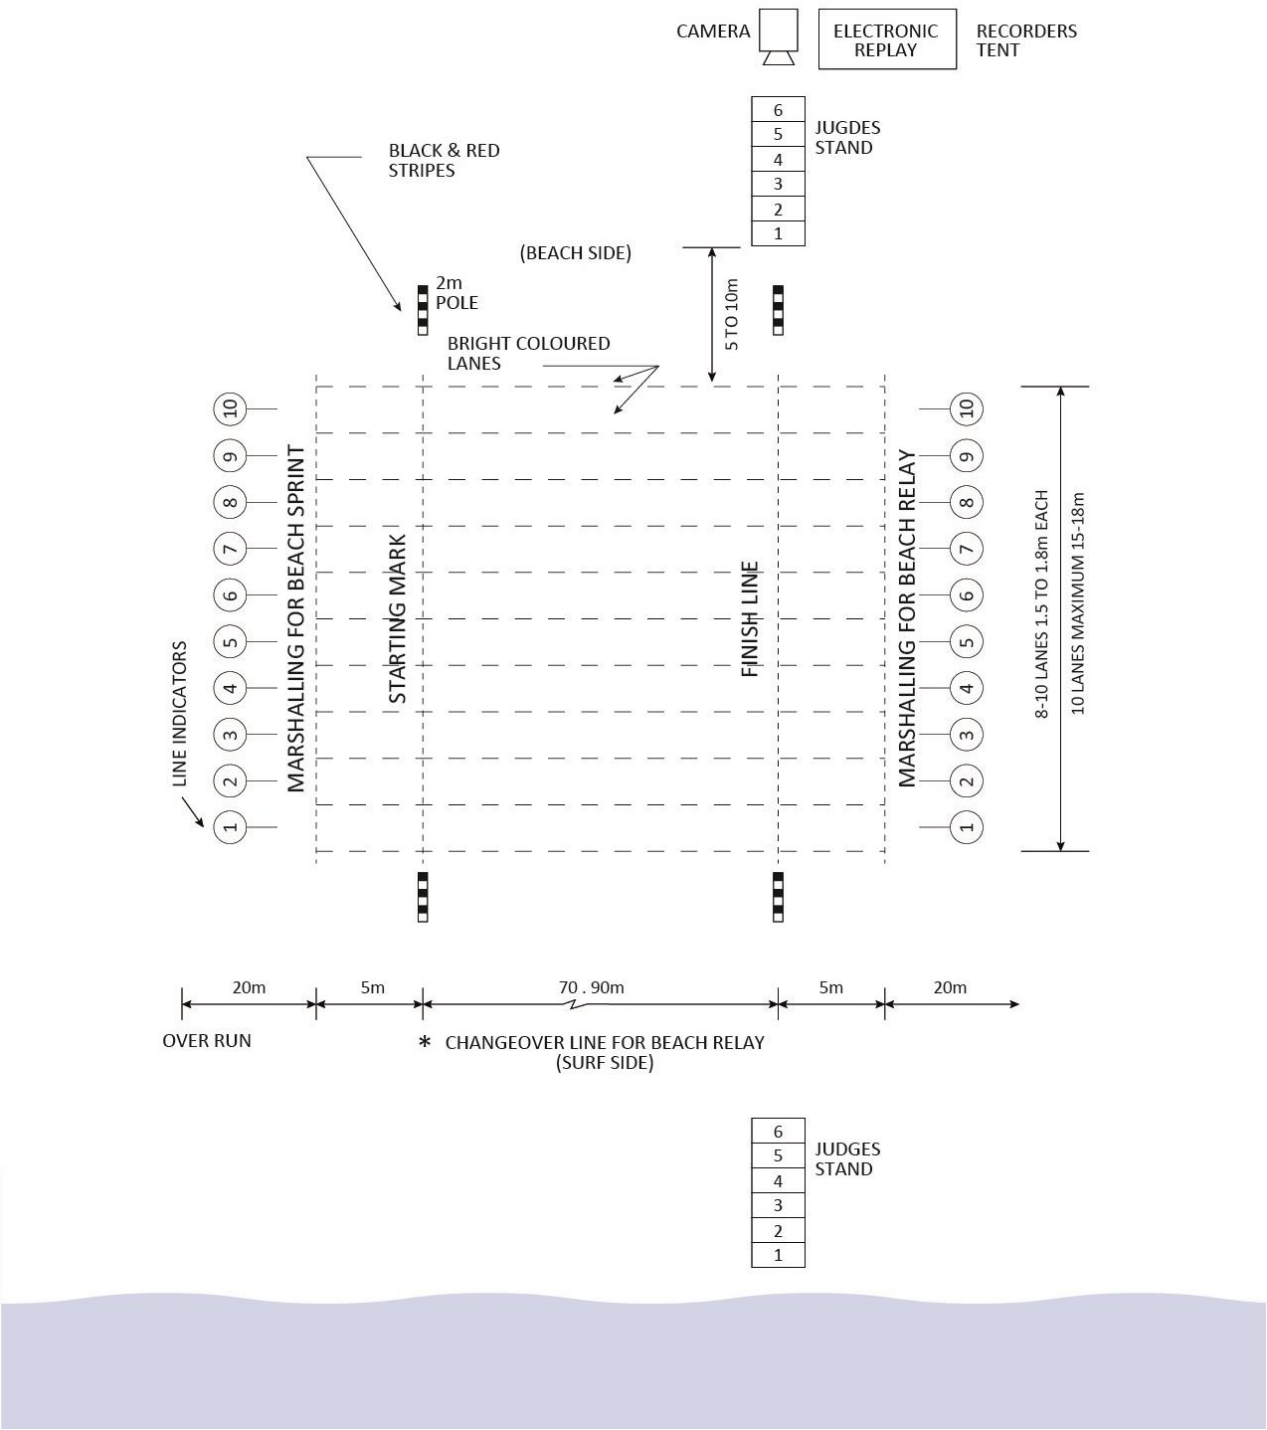 CAMERA
ELECTRONIC
REPLAY
RECORDERS
TENT
6
5
4
3
2
1
JUGDES
STAND
BLACK & RED
STRIPES
(BEACH SIDE)
2m
POLE
5 TO 10m
BRIGHT COLOURED
LANES
10
9
8
7
6
5
4
3
2
1
LINE INDICATORS
MARSHALLING FOR BEACH SPRINT
STARTING MARK
FINISH LINE
MARSHALLING FOR BEACH RELAY
10
9
8
7
6
5
4
3
2
1
8-10 LANES 1.5 TO 1.8m EACH
10 LANES MAXIMUM 15-18m
20m
5m
70 . 90m
5m
20m
OVER RUN
* CHANGEOVER LINE FOR BEACH RELAY
(SURF SIDE)
6
5
4
3
2
1
JUDGES
STAND